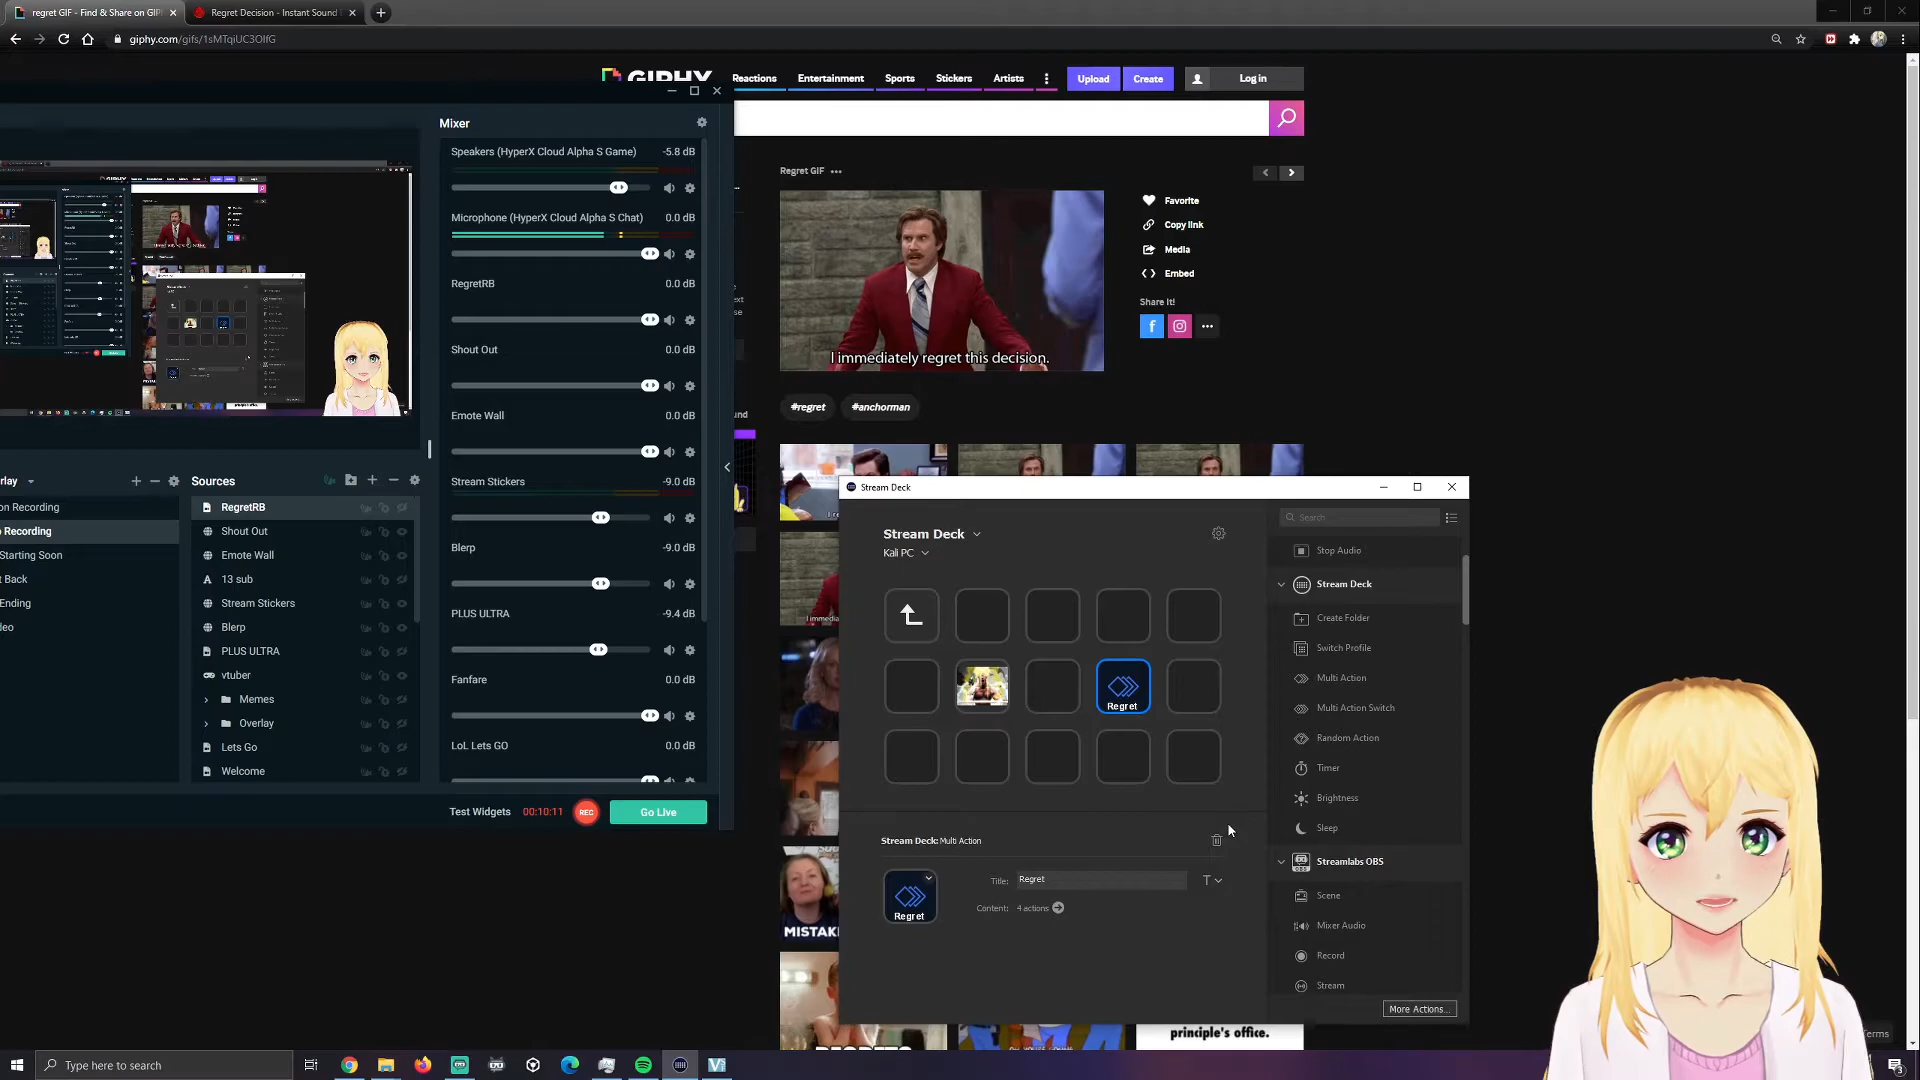 regret GIF - Find & Share on GIP
Regret Decision - Instant Sound
giphy.com/gifs/1sMTqiUC3OIfG
GIPHY
Reactions
Entertainment
Sports
Stickers
Artists
Upload
Create
Log in
Mixer
Speakers (HyperX Cloud Alpha S Game) -5.8 dB
Microphone (HyperX Cloud Alpha S Chat) 0.0 dB
RegretRB 0.0 dB
Shout Out 0.0 dB
Emote Wall 0.0 dB
Stream Stickers -9.0 dB
Blerp -9.0 dB
PLUS ULTRA -9.4 dB
Fanfare 0.0 dB
LoL Lets GO 0.0 dB
Regret GIF
I immediately regret this decision.
Favorite
Copy link
Media
Embed
Share It!
#regret
#anchorman
rlay
on Recording
Recording
Starting Soon
t Back
Ending
deo
Sources
RegretRB
Shout Out
Emote Wall
13 sub
Stream Stickers
Blerp
PLUS ULTRA
vtuber
Memes
Overlay
Lets Go
Welcome
Test Widgets 00:10:11 REC Go Live
Stream Deck
Stream Deck
Kali PC
Regret
Stream Deck: Multi Action
Regret
Title: Regret
Content: 4 actions
Search
Stop Audio
Stream Deck
Create Folder
Switch Profile
Multi Action
Multi Action Switch
Random Action
Timer
Brightness
Sleep
Streamlabs OBS
Scene
Mixer Audio
Record
Stream
More Actions...
MISTAK
principle's office.
Terms
Type here to search
3